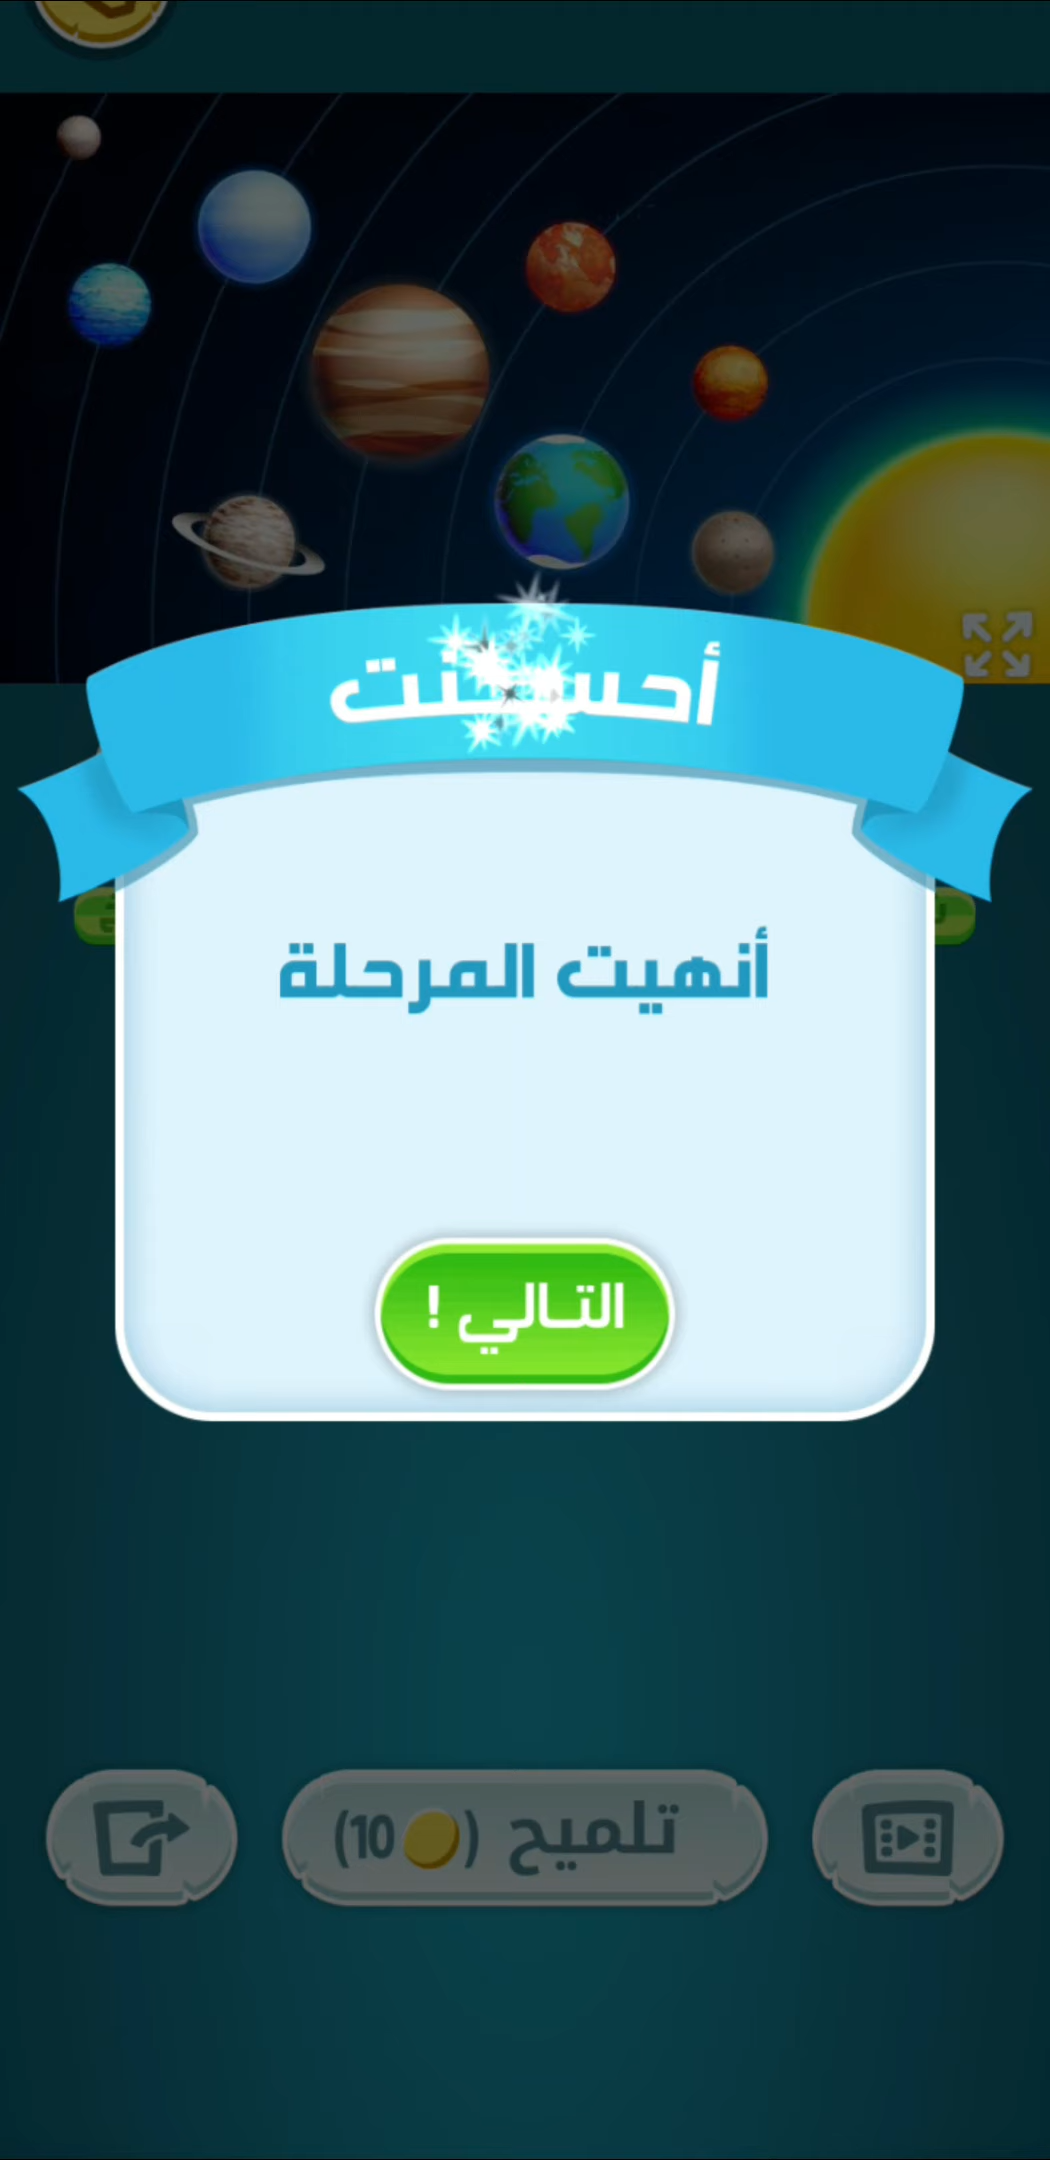 أحسنت
أنهيت المرحلة
التالي !
تلميح (10)